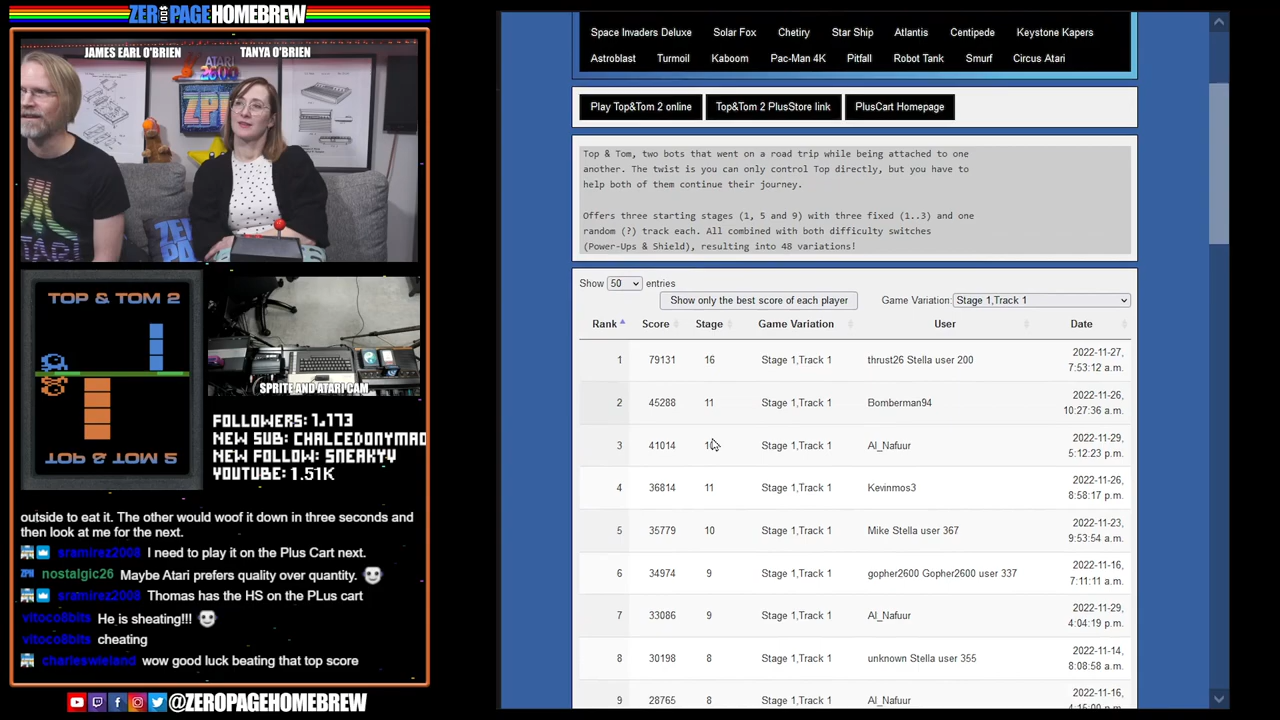 ZERO PAGE HOMEBREW
JAMES EARL O'BRIEN
TANYA O'BRIEN
ATARI
ZPH
TOP & TOM 2
TOP & TOM 2
SPRITE AND ATARI CAM
FOLLOWERS: 1,173
NEW SUB: CHALCEDONYMAO
NEW FOLLOW: SNEAKTY
YOUTUBE: 1.51K
outside to eat it. The other would woof it down in three seconds and
then look at me for the next.
sramirez2008 I need to play it on the Plus Cart next.
nostalgic26 Maybe Atari prefers quality over quantity.
sramirez2008 Thomas has the HS on the PLus cart
vitoco8bits He is sheating!!!
vitoco8bits cheating
charleswieland wow good luck beating that top score
@ZEROPAGEHOMEBREW
Space Invaders Deluxe Solar Fox Chetiry Star Ship Atlantis Centipede Keystone Kapers
Astroblast Turmoil Kaboom Pac-Man 4K Pitfall Robot Tank Smurf Circus Atari
Play Top&Tom 2 online Top&Tom 2 PlusStore link PlusCart Homepage
Top & Tom, two bots that went on a road trip while being attached to one
another. The twist is you can only control Top directly, but you have to
help both of them continue their journey.
Offers three starting stages (1, 5 and 9) with three fixed (1..3) and one
random (?) track each. All combined with both difficulty switches
(Power-Ups & Shield), resulting into 48 variations!
Show 50 entries
Show only the best score of each player
Game Variation: Stage 1,Track 1
Rank Score Stage Game Variation User Date
1 79131 16 Stage 1,Track 1 thrust26 Stella user 200 2022-11-27, 7:53:12 a.m.
2 45288 11 Stage 1,Track 1 Bomberman94 2022-11-26, 10:27:36 a.m.
3 41014 Stage 1,Track 1 Al_Nafuur 2022-11-29, 5:12:23 p.m.
4 36814 11 Stage 1,Track 1 Kevinmos3 2022-11-26, 8:58:17 p.m.
5 35779 10 Stage 1,Track 1 Mike Stella user 367 2022-11-23, 9:53:54 a.m.
6 34974 9 Stage 1,Track 1 gopher2600 Gopher2600 user 337 2022-11-16, 7:11:11 a.m.
7 33086 9 Stage 1,Track 1 Al_Nafuur 2022-11-29, 4:04:19 p.m.
8 30198 8 Stage 1,Track 1 unknown Stella user 355 2022-11-14, 8:08:58 a.m.
9 28765 8 Stage 1,Track 1 Al_Nafuur 2022-11-16,